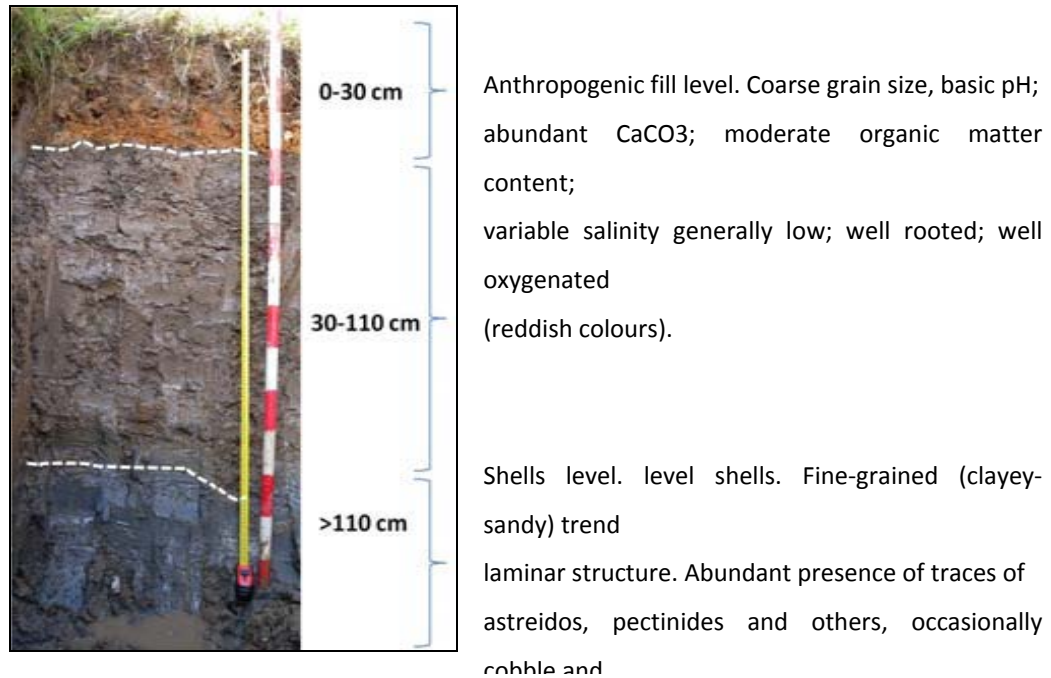 0-30 cm
30-110 cm
>110 cm
Anthropogenic fill level. Coarse grain size, basic pH;
abundant CaCO3; moderate organic matter
content;
variable salinity generally low; well rooted; well
oxygenated
(reddish colours).
Shells level. level shells. Fine-grained (clayey-
sandy) trend
laminar structure. Abundant presence of traces of
astreidos, pectinides and others, occasionally
cobble and